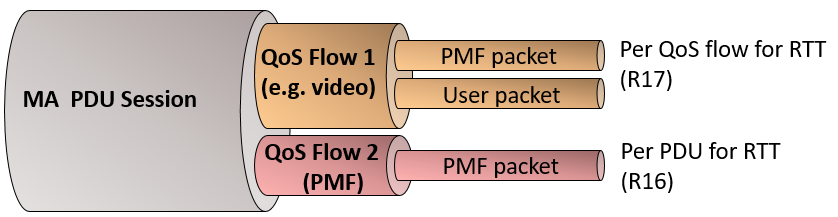 MA PDU Session
QoS Flow 1
(e.g. video)
PMF packet
User packet
Per QoS flow for RTT
(R17)
QoS Flow 2
(PMF)
PMF packet
Per PDU for RTT
(R16)